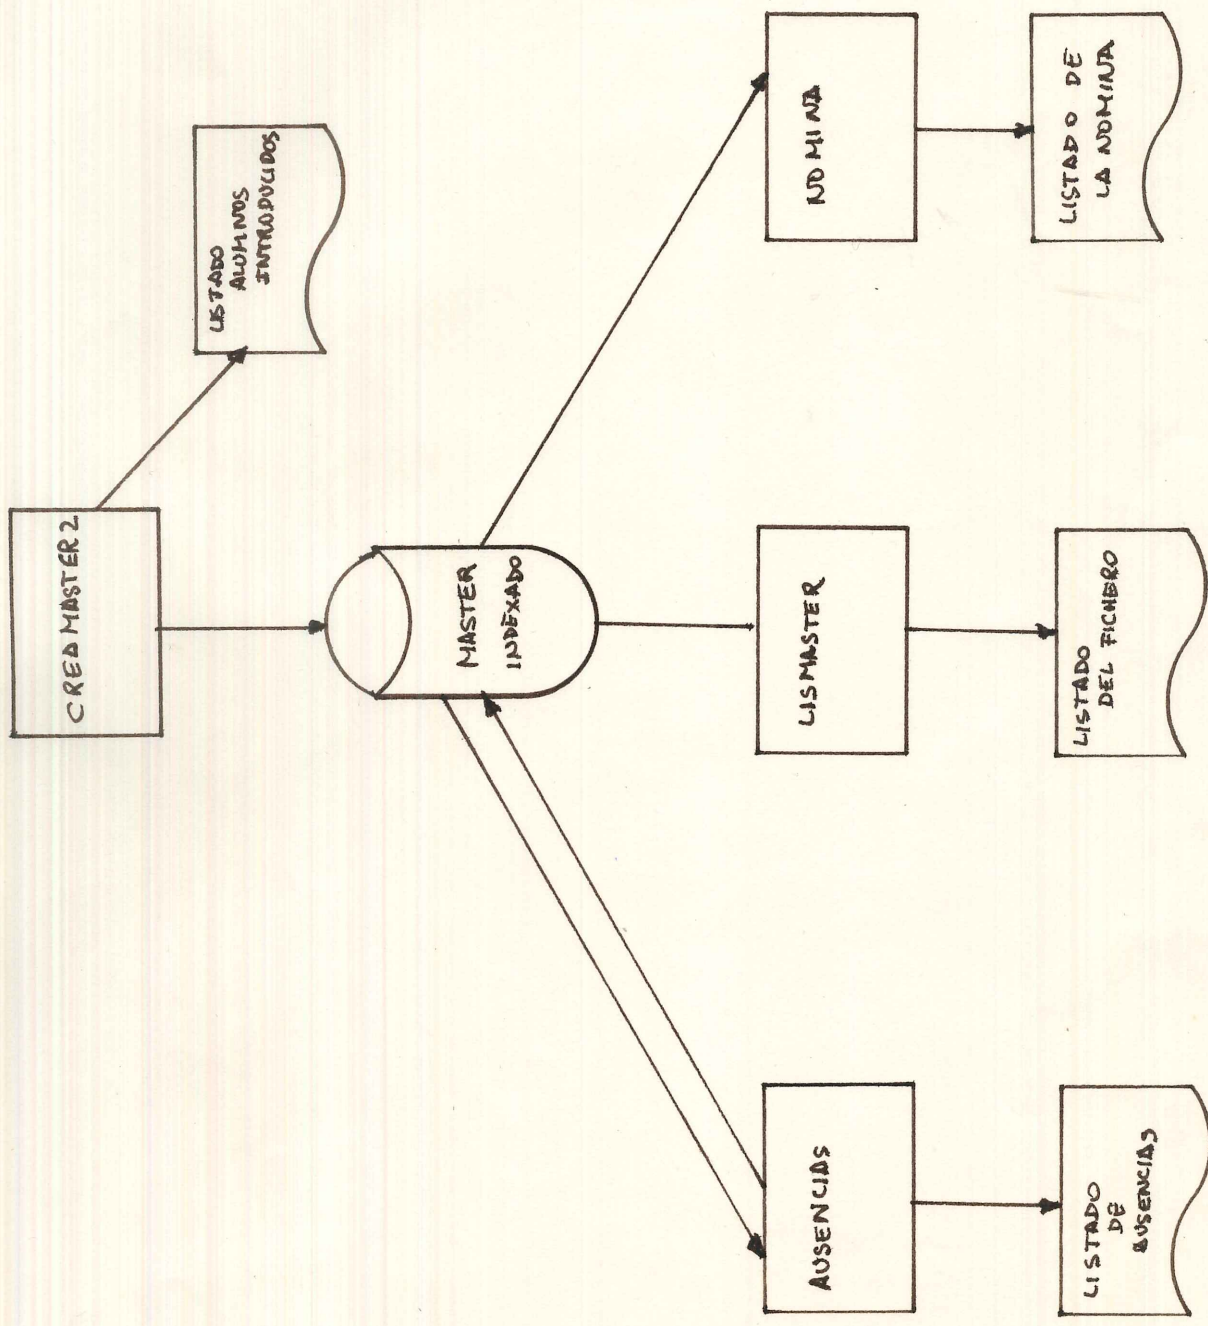 CREAMASTER2
LISTADO
ALUMNOS
INTRODUCIDOS
MASTER
INDEXADO
AUSENCIAS
LISMASTER
NOMINA
LISTADO
DE
AUSENCIAS
LISTADO
DEL FICHERO
LISTADO DE
LA NOMINA